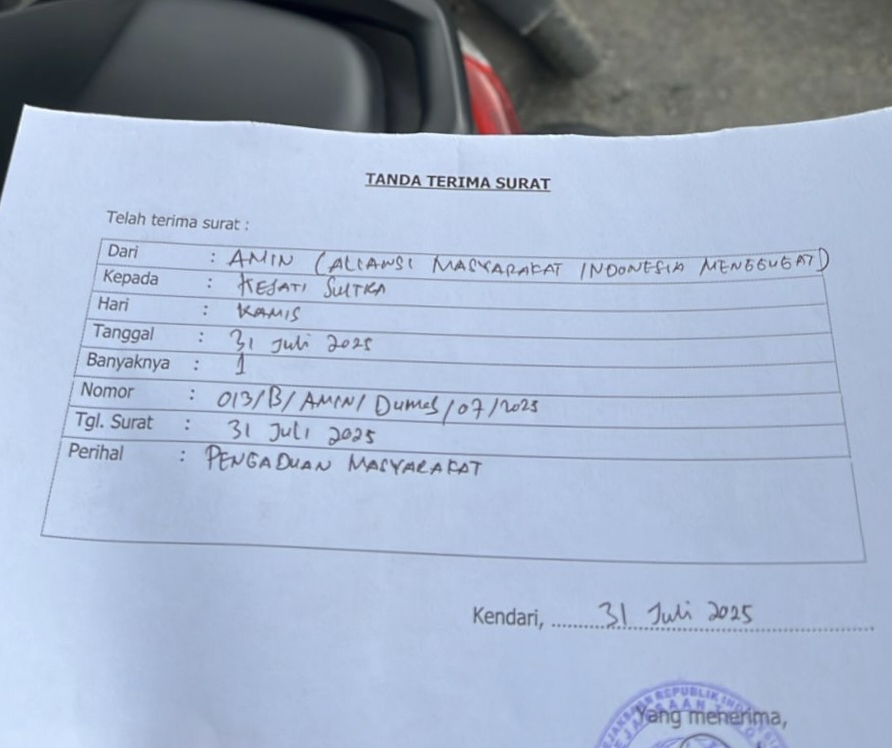 TANDA TERIMA SURAT
Telah terima surat :
Dari : AMIN (ALIANSI MASYARAKAT INDONESIA MENGGUGAT)
Kepada : KEJATI SULTRA
Hari : KAMIS
Tanggal : 31 Juli 2025
Banyaknya : 1
Nomor : 013/B/AMIN/Dumas/07/2025
Tgl. Surat : 31 Juli 2025
Perihal : PENGADUAN MASYARAKAT
Kendari, 31 Juli 2025
Yang menerima,